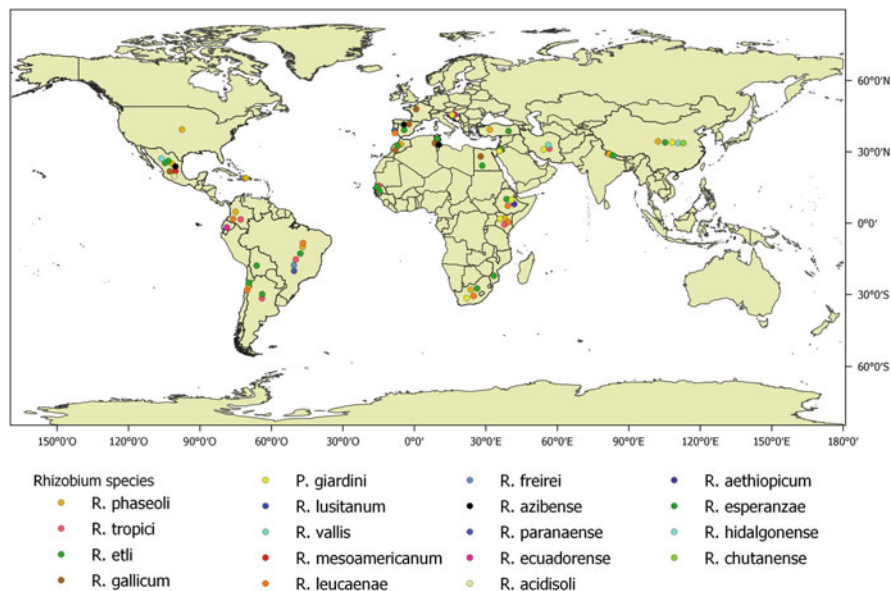 60°0'N
30°0'N
0°0'
30°0'S
60°0'S
150°0'O 120°0'O 90°0'O 60°0'O 30°0'O 0°0' 30°0'E 60°0'E 90°0'E 120°0'E 150°0'E 180°0'
Rhizobium species
R. phaseoli
R. tropici
R. etli
R. gallicum
P. giardini
R. lusitanum
R. vallis
R. mesoamericanum
R. leucaenae
R. freirei
R. azibense
R. paranaense
R. ecuadorense
R. acidisoli
R. aethiopicum
R. esperanzae
R. hidalgonense
R. chutanense